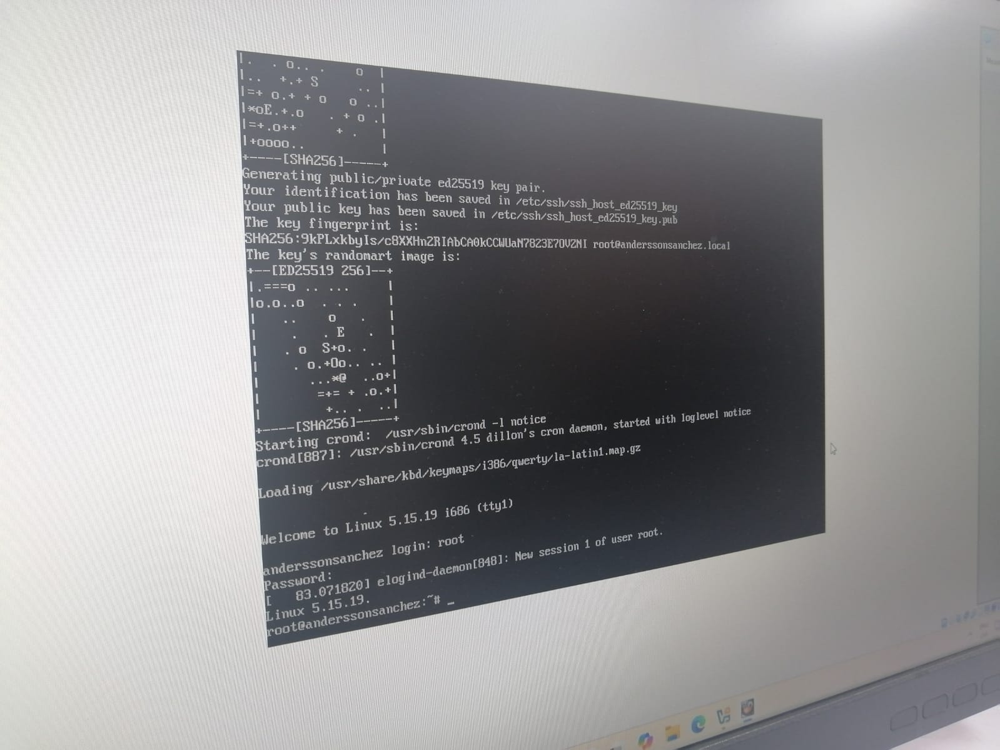 |.   . o.. .     o  |
|..   +.+ S      .. |
|=+ o.+ + o   o ..|
|*oE.+.o    . + o .|
|=+.o++      + .    |
|+oooo..            |
+----[SHA256]-----+
Generating public/private ed25519 key pair.
Your identification has been saved in /etc/ssh/ssh_host_ed25519_key
Your public key has been saved in /etc/ssh/ssh_host_ed25519_key.pub
The key fingerprint is:
SHA256:9kPLxkbyIs/c8XXHn2RIAbCA0kCCWUaN7823E7OVZNI root@anderssonsanchez.local
The key's randomart image is:
+--[ED25519 256]--+
|.===o .. ...     |
|o.o..o  . . .    |
|   ..    o   .   |
|    .   . E   .  |
|   . o  S+o. .   |
|    . o.+Oo.. .. |
|      ...*@  ..o+|
|       =+= + .o.+|
|        +.. .  ..|
+----[SHA256]-----+
Starting crond:  /usr/sbin/crond -l notice
crond[887]: /usr/sbin/crond 4.5 dillon's cron daemon, started with loglevel notice
Loading /usr/share/kbd/keymaps/i386/qwerty/la-latin1.map.gz
Welcome to Linux 5.15.19 i686 (tty1)
anderssonsanchez login: root
Password:
[   83.071820] elogind-daemon[848]: New session 1 of user root.
Linux 5.15.19.
root@anderssonsanchez:~# _